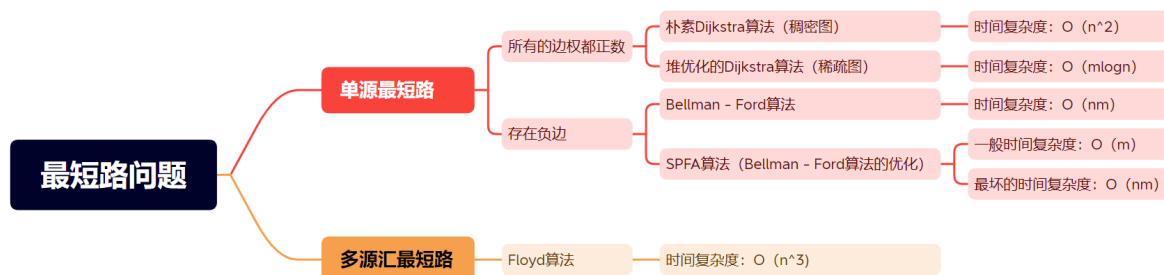 最短路问题
单源最短路
所有的边权都正数
朴素Dijkstra算法（稠密图）
时间复杂度：O（n^2）
堆优化的Dijkstra算法（稀疏图）
时间复杂度：O（mlogn）
存在负边
Bellman - Ford算法
时间复杂度：O（nm）
SPFA算法（Bellman - Ford算法的优化）
一般时间复杂度：O（m）
最坏的时间复杂度：O（nm）
多源汇最短路
Floyd算法
时间复杂度：O（n^3）